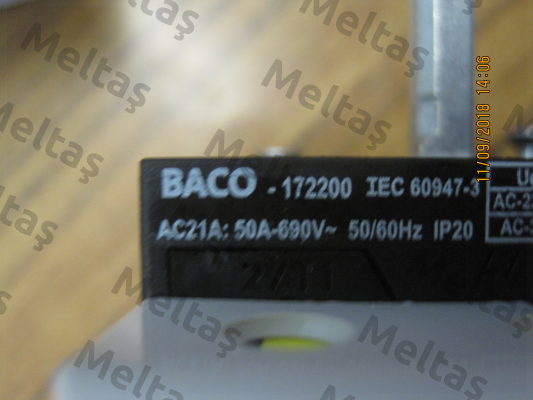 BACO - 172200 IEC 60947-3
AC21A: 50A-690V~ 50/60Hz IP20
11/09/2018 14:06
Meltaş